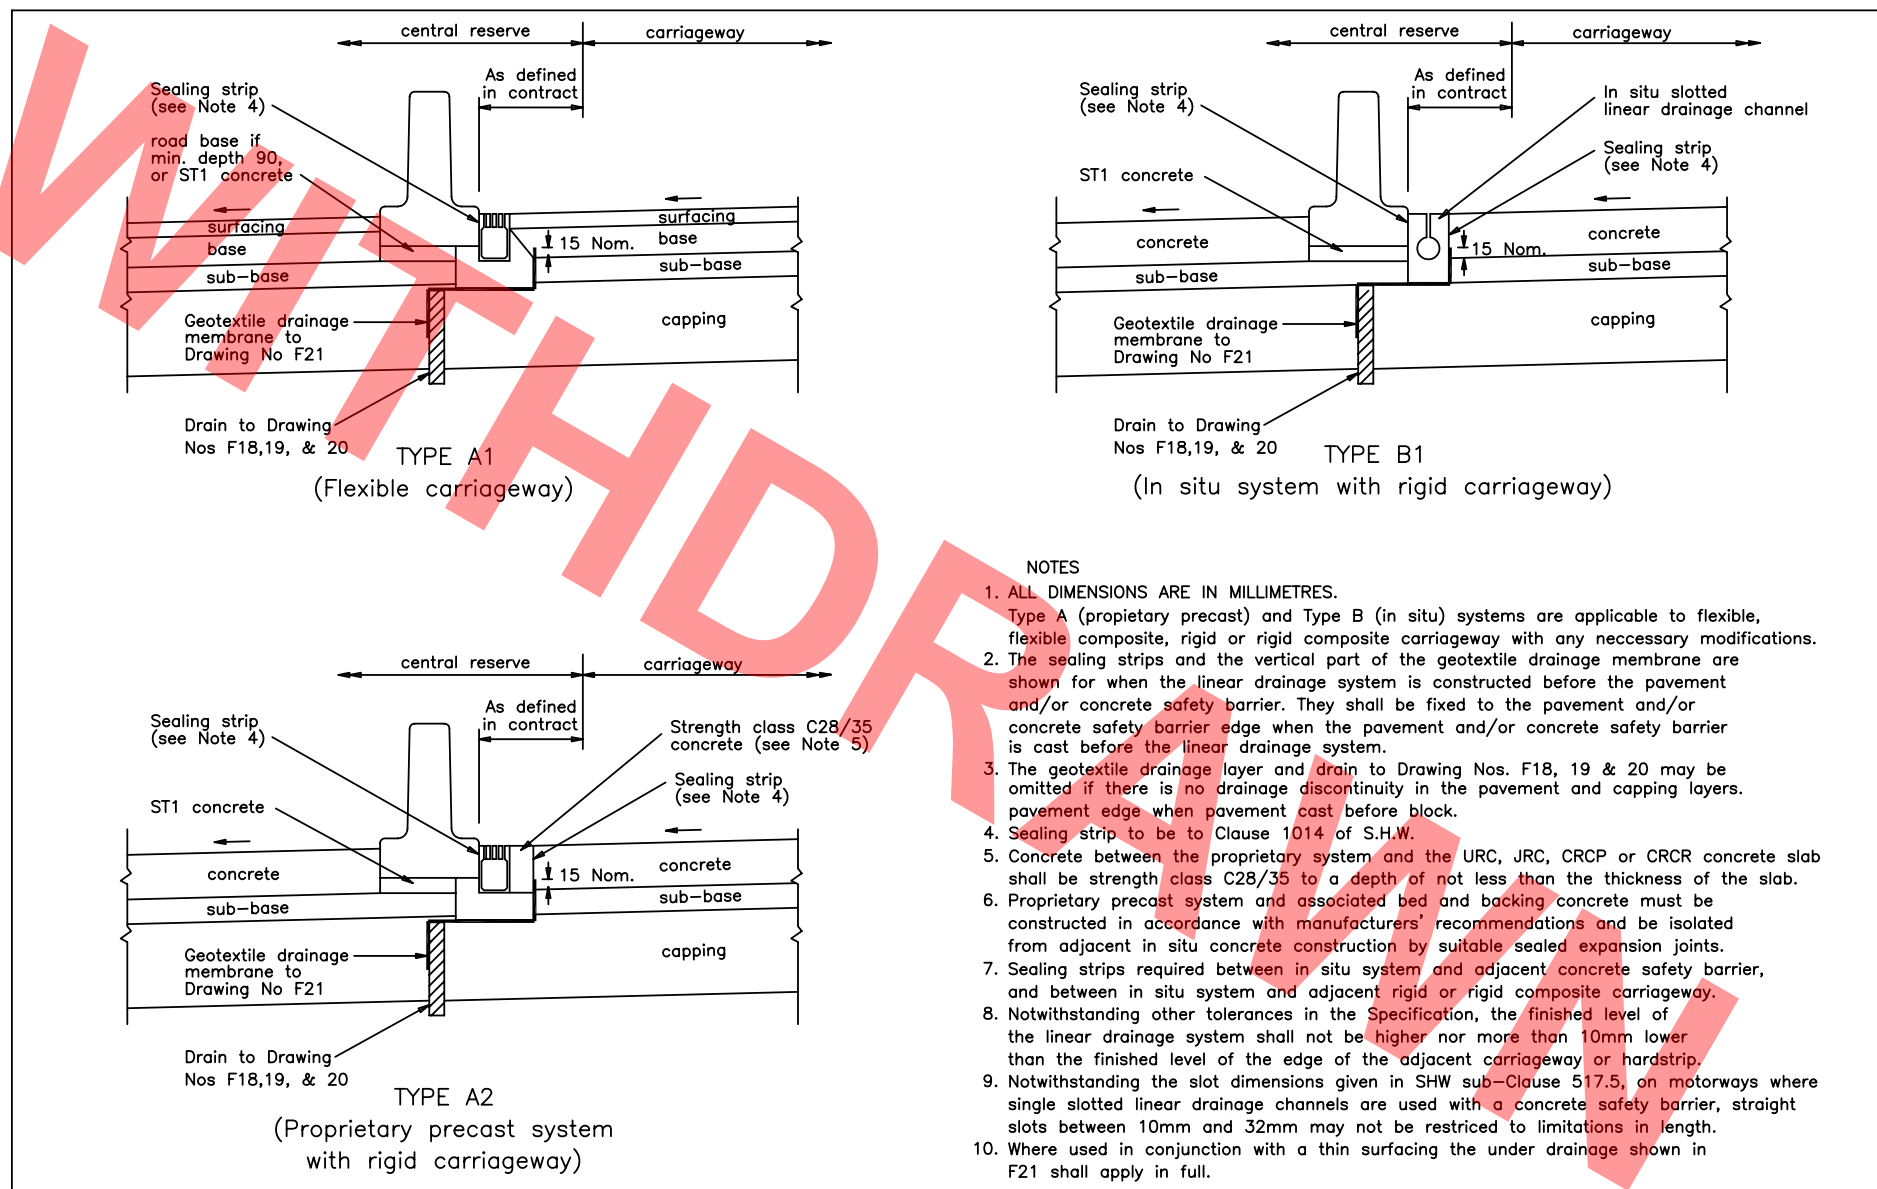 central reserve
carriageway
As defined
in contract
Sealing strip
(see Note 4)
road base if
min. depth 90,
or ST1 concrete
surfacing
surfacing
base
base
15 Nom.
sub-base
sub-base
Geotextile drainage
membrane to
Drawing No F21
capping
Drain to Drawing
Nos F18,19, & 20
TYPE A1
(Flexible carriageway)
central reserve
carriageway
As defined
in contract
Sealing strip
(see Note 4)
In situ slotted
linear drainage channel
Sealing strip
(see Note 4)
ST1 concrete
concrete
concrete
15 Nom.
sub-base
sub-base
Geotextile drainage
membrane to
Drawing No F21
capping
Drain to Drawing
Nos F18,19, & 20
TYPE B1
(In situ system with rigid carriageway)
central reserve
carriageway
As defined
in contract
Sealing strip
(see Note 4)
Strength class C28/35
concrete (see Note 5)
Sealing strip
(see Note 4)
ST1 concrete
concrete
concrete
15 Nom.
sub-base
sub-base
Geotextile drainage
membrane to
Drawing No F21
capping
Drain to Drawing
Nos F18,19, & 20
TYPE A2
(Proprietary precast system
with rigid carriageway)
NOTES
1. ALL DIMENSIONS ARE IN MILLIMETRES.
Type A (propietary precast) and Type B (in situ) systems are applicable to flexible,
flexible composite, rigid or rigid composite carriageway with any neccessary modifications.
2. The sealing strips and the vertical part of the geotextile drainage membrane are
shown for when the linear drainage system is constructed before the pavement
and/or concrete safety barrier. They shall be fixed to the pavement and/or
concrete safety barrier edge when the pavement and/or concrete safety barrier
is cast before the linear drainage system.
3. The geotextile drainage layer and drain to Drawing Nos. F18, 19 & 20 may be
omitted if there is no drainage discontinuity in the pavement and capping layers.
pavement edge when pavement cast before block.
4. Sealing strip to be to Clause 1014 of S.H.W.
5. Concrete between the proprietary system and the URC, JRC, CRCP or CRCR concrete slab
shall be strength class C28/35 to a depth of not less than the thickness of the slab.
6. Proprietary precast system and associated bed and backing concrete must be
constructed in accordance with manufacturers' recommendations and be isolated
from adjacent in situ concrete construction by suitable sealed expansion joints.
7. Sealing strips required between in situ system and adjacent concrete safety barrier,
and between in situ system and adjacent rigid or rigid composite carriageway.
8. Notwithstanding other tolerances in the Specification, the finished level of
the linear drainage system shall not be higher nor more than 10mm lower
than the finished level of the edge of the adjacent carriageway or hardstrip.
9. Notwithstanding the slot dimensions given in SHW sub-Clause 517.5, on motorways where
single slotted linear drainage channels are used with a concrete safety barrier, straight
slots between 10mm and 32mm may not be restriced to limitations in length.
10. Where used in conjunction with a thin surfacing the under drainage shown in
F21 shall apply in full.
WITHDRAWN